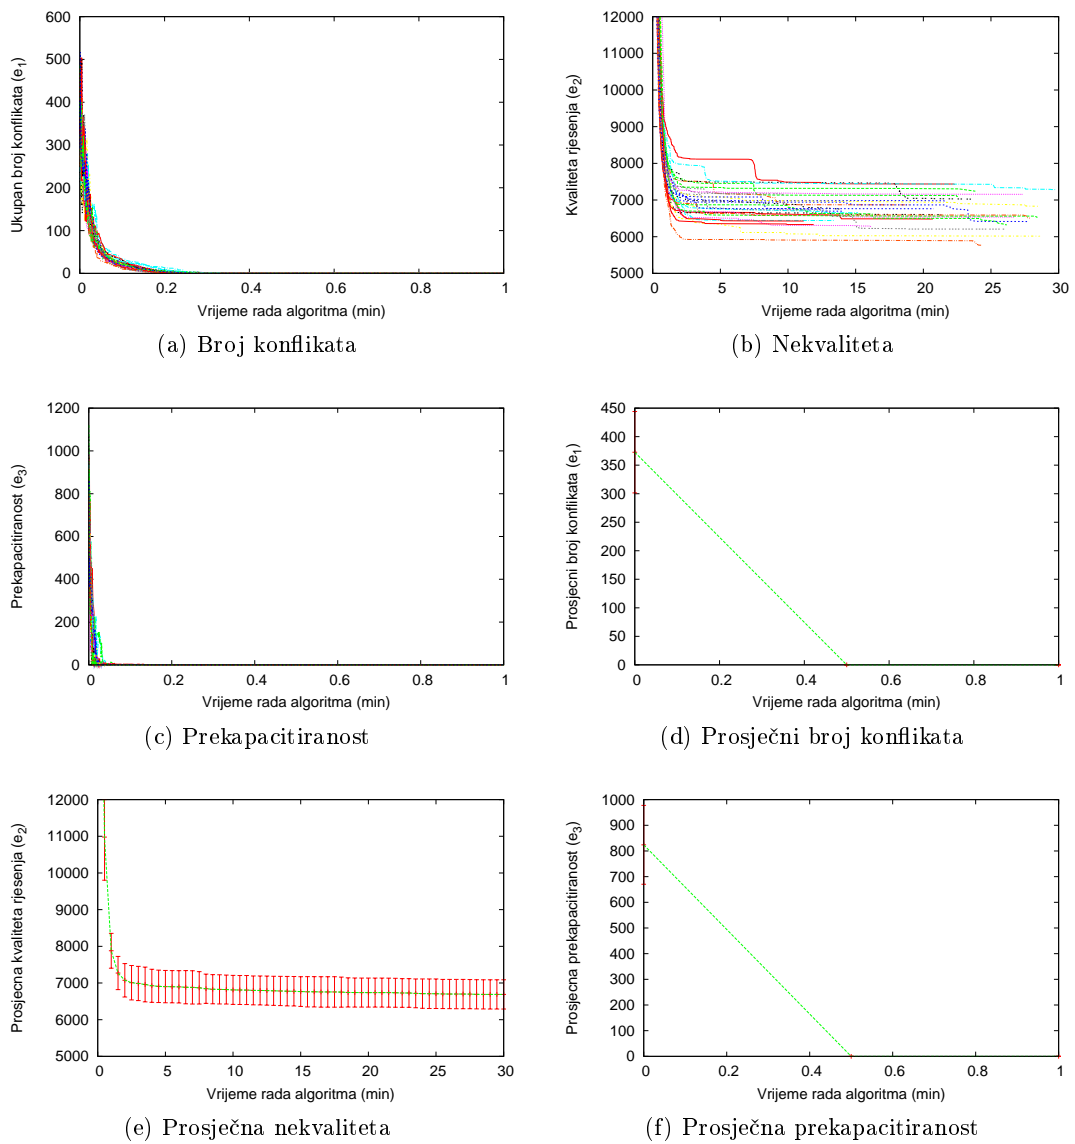 600
500
400
300
200
100
0
Ukupan broj konflikata (e1)
0 0.2 0.4 0.6 0.8 1
Vrijeme rada algoritma (min)
(a) Broj konflikata
12000
11000
10000
9000
8000
7000
6000
5000
Kvaliteta rjesenja (e2)
0 5 10 15 20 25 30
Vrijeme rada algoritma (min)
(b) Nekvaliteta
1200
1000
800
600
400
200
0
Prekapacitiranost (e3)
0 0.2 0.4 0.6 0.8 1
Vrijeme rada algoritma (min)
(c) Prekapacitiranost
450
400
350
300
250
200
150
100
50
0
Prosjecni broj konflikata (e1)
0 0.2 0.4 0.6 0.8 1
Vrijeme rada algoritma (min)
(d) Prosječni broj konflikata
12000
11000
10000
9000
8000
7000
6000
5000
Prosjecna kvaliteta rjesenja (e2)
0 5 10 15 20 25 30
Vrijeme rada algoritma (min)
(e) Prosječna nekvaliteta
1000
900
800
700
600
500
400
300
200
100
0
Prosjecna prekapacitiranost (e3)
0 0.2 0.4 0.6 0.8 1
Vrijeme rada algoritma (min)
(f) Prosječna prekapacitiranost